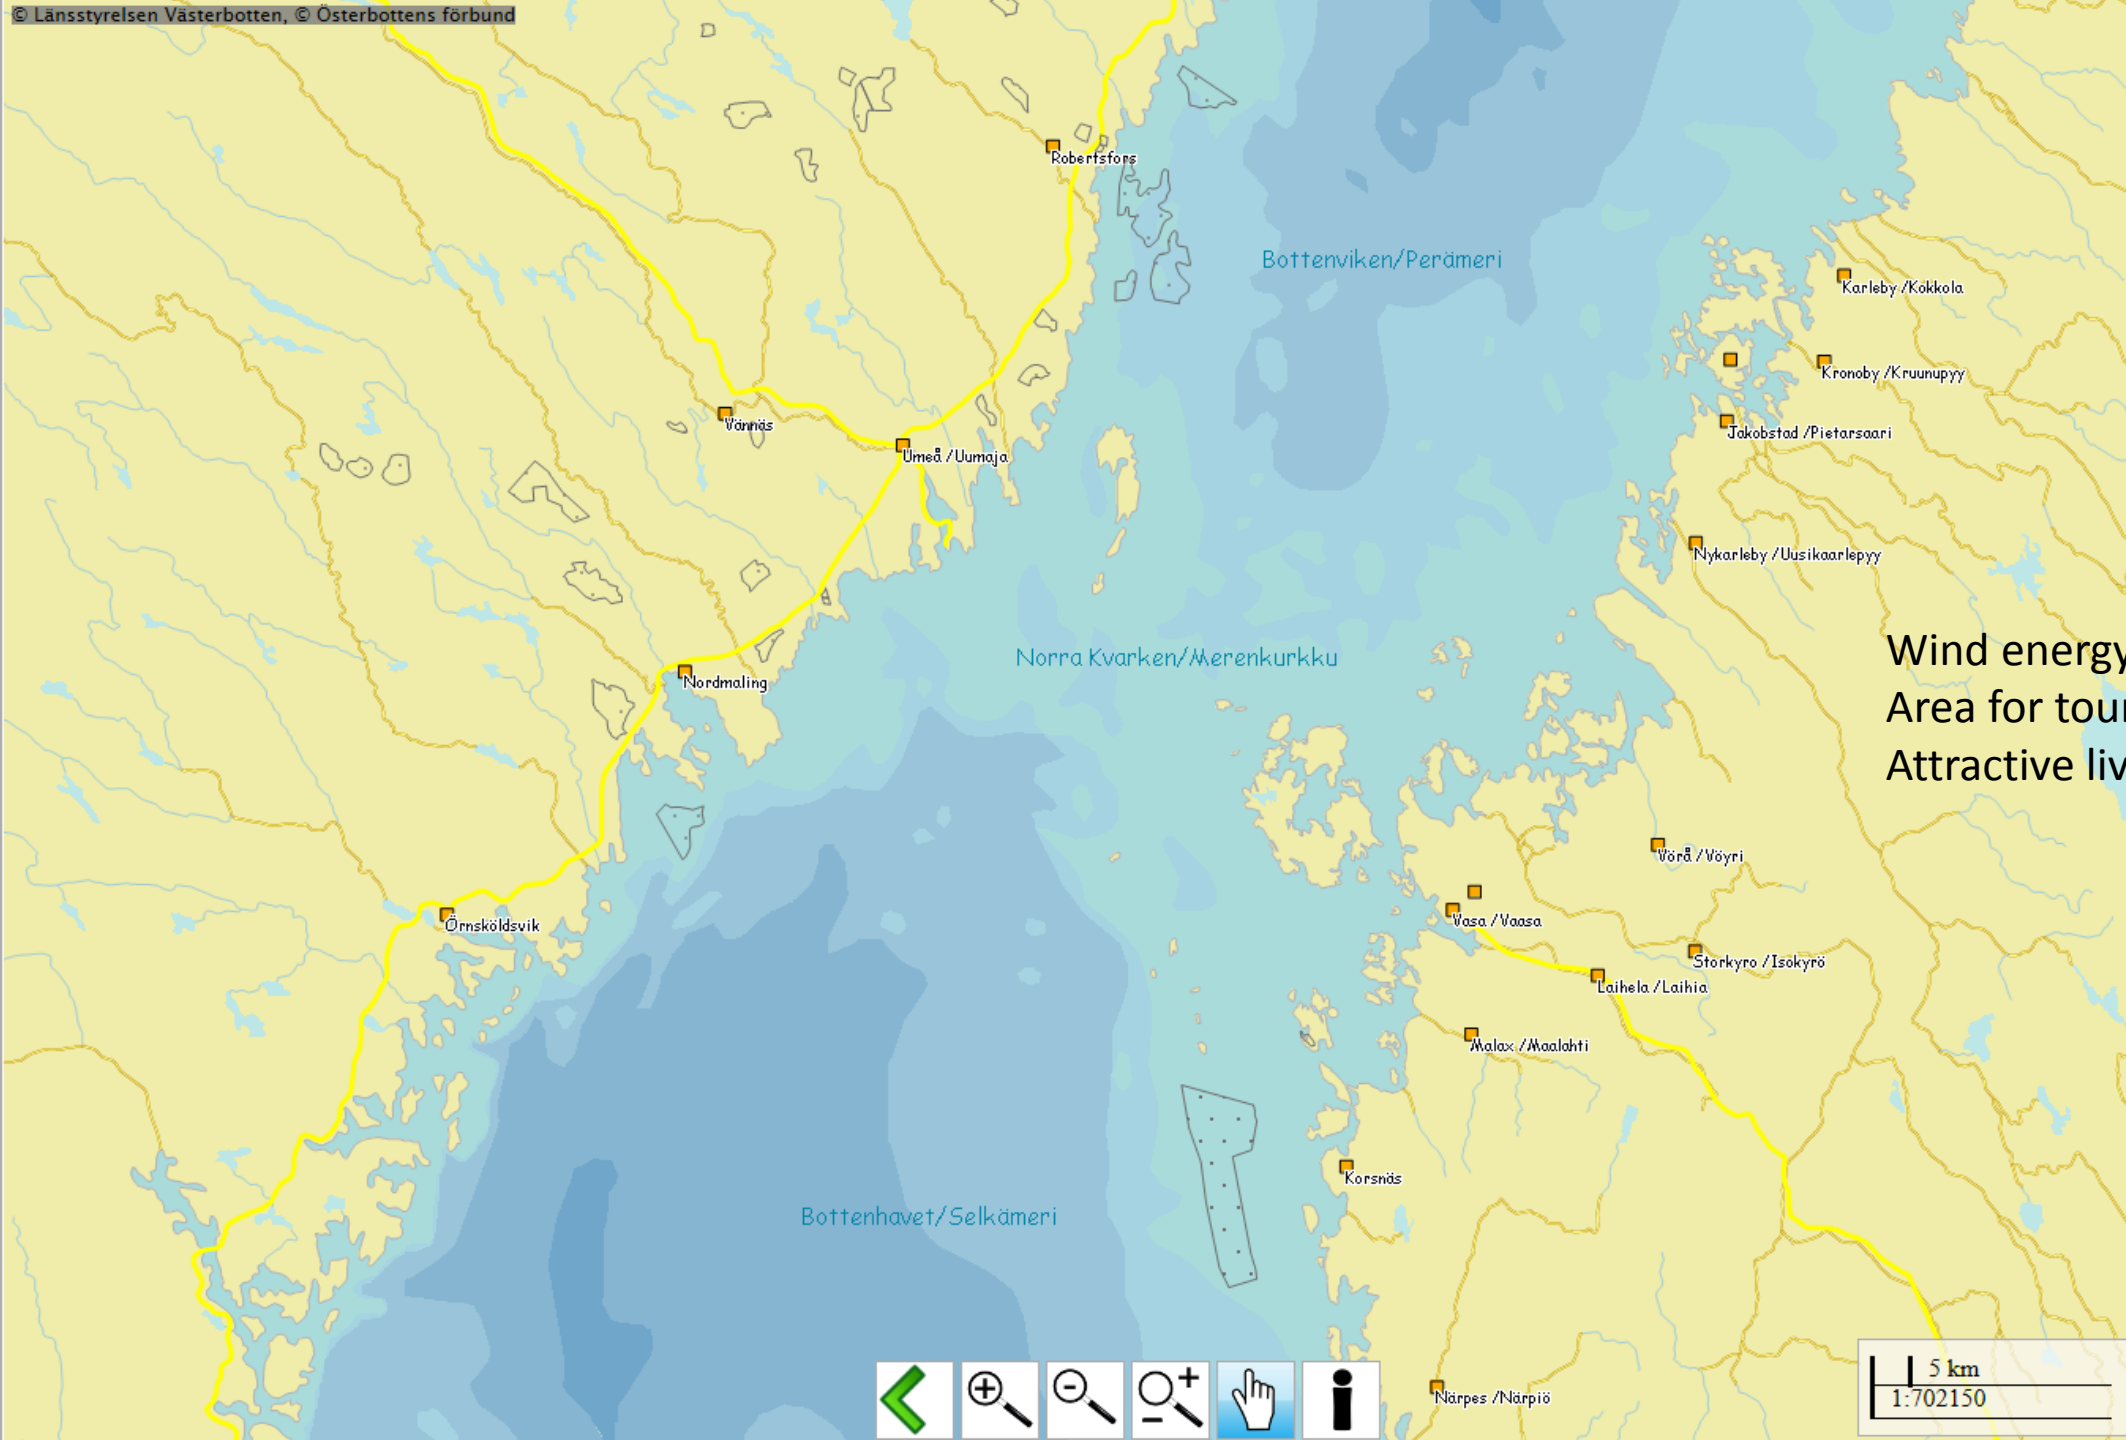 © Länsstyrelsen Västerbotten, © Österbottens förbund
Robertsfors
Bottenviken/Perämeri
Karleby /Kokkola
Kronoby /Kruunupyy
Vännäs
Jakobstad /Pietarsaari
Umeå /Uumaja
Nykarleby /Uusikaarlepyy
Wind energy
Area for tour
Attractive liv
Norra Kvarken/Merenkurkku
Nordmaling
Vörå /Vöyri
Örnsköldsvik
Vasa /Vaasa
Storkyro /Isokyrö
Laihela /Laihia
Malax /Maalahti
Korsnäs
Bottenhavet/Selkämeri
5 km
1:702150
Närpes /Närpiö